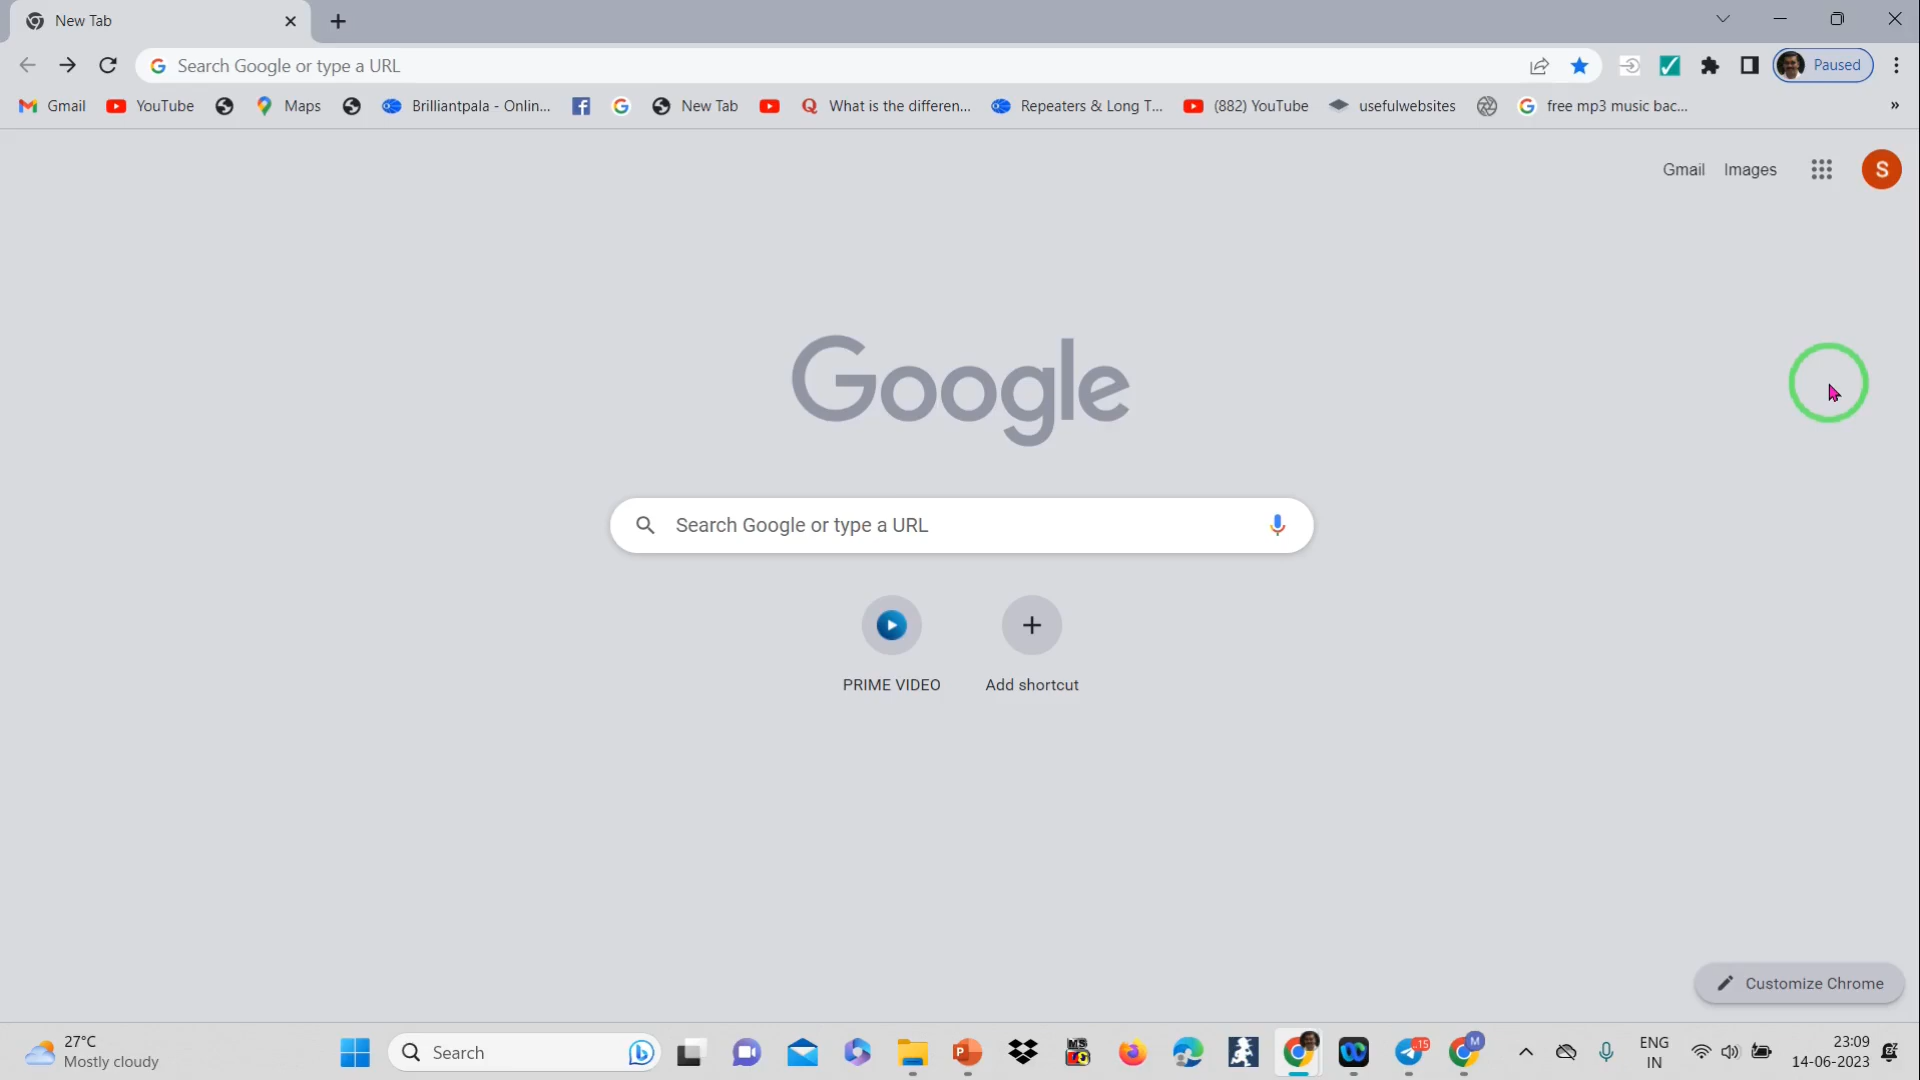 New Tab
Search Google or type a URL
Paused
Gmail YouTube Maps Brilliantpala - Onlin... New Tab What is the differen... Repeaters & Long T... (882) YouTube usefulwebsites free mp3 music bac... »
Gmail Images S
Google
Search Google or type a URL
PRIME VIDEO Add shortcut
Customize Chrome
27°C
Mostly cloudy
Search
MS
15
M
ENG
IN
23:09
14-06-2023